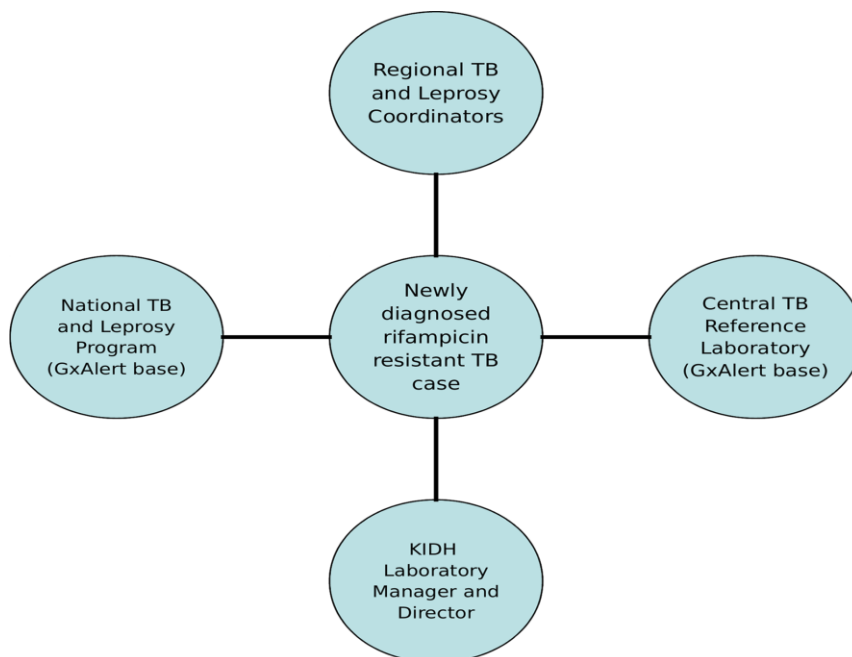 Regional TB
and Leprosy
Coordinators
National TB
and Leprosy
Program
(GxAlert base)
Newly
diagnosed
rifampicin
resistant TB
case
Central TB
Reference
Laboratory
(GxAlert base)
KIDH
Laboratory
Manager and
Director